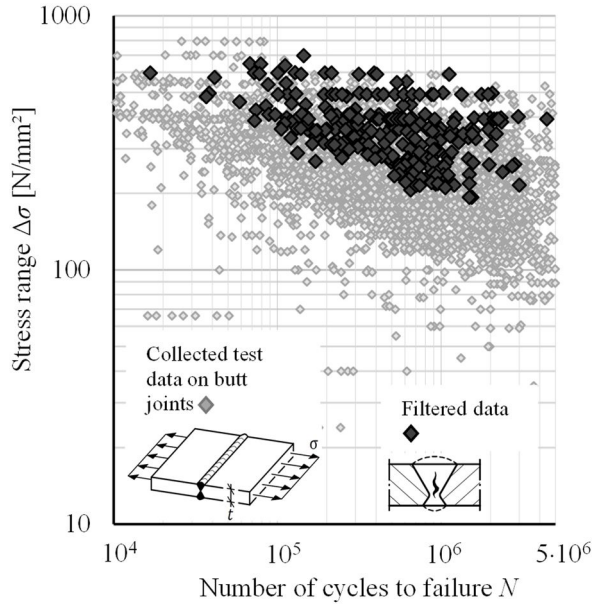 1000
100
10
Stress range Δσ [N/mm²]
Collected test
data on butt
joints
σ
t
Filtered data
10⁴
10⁵
10⁶
5·10⁶
Number of cycles to failure N